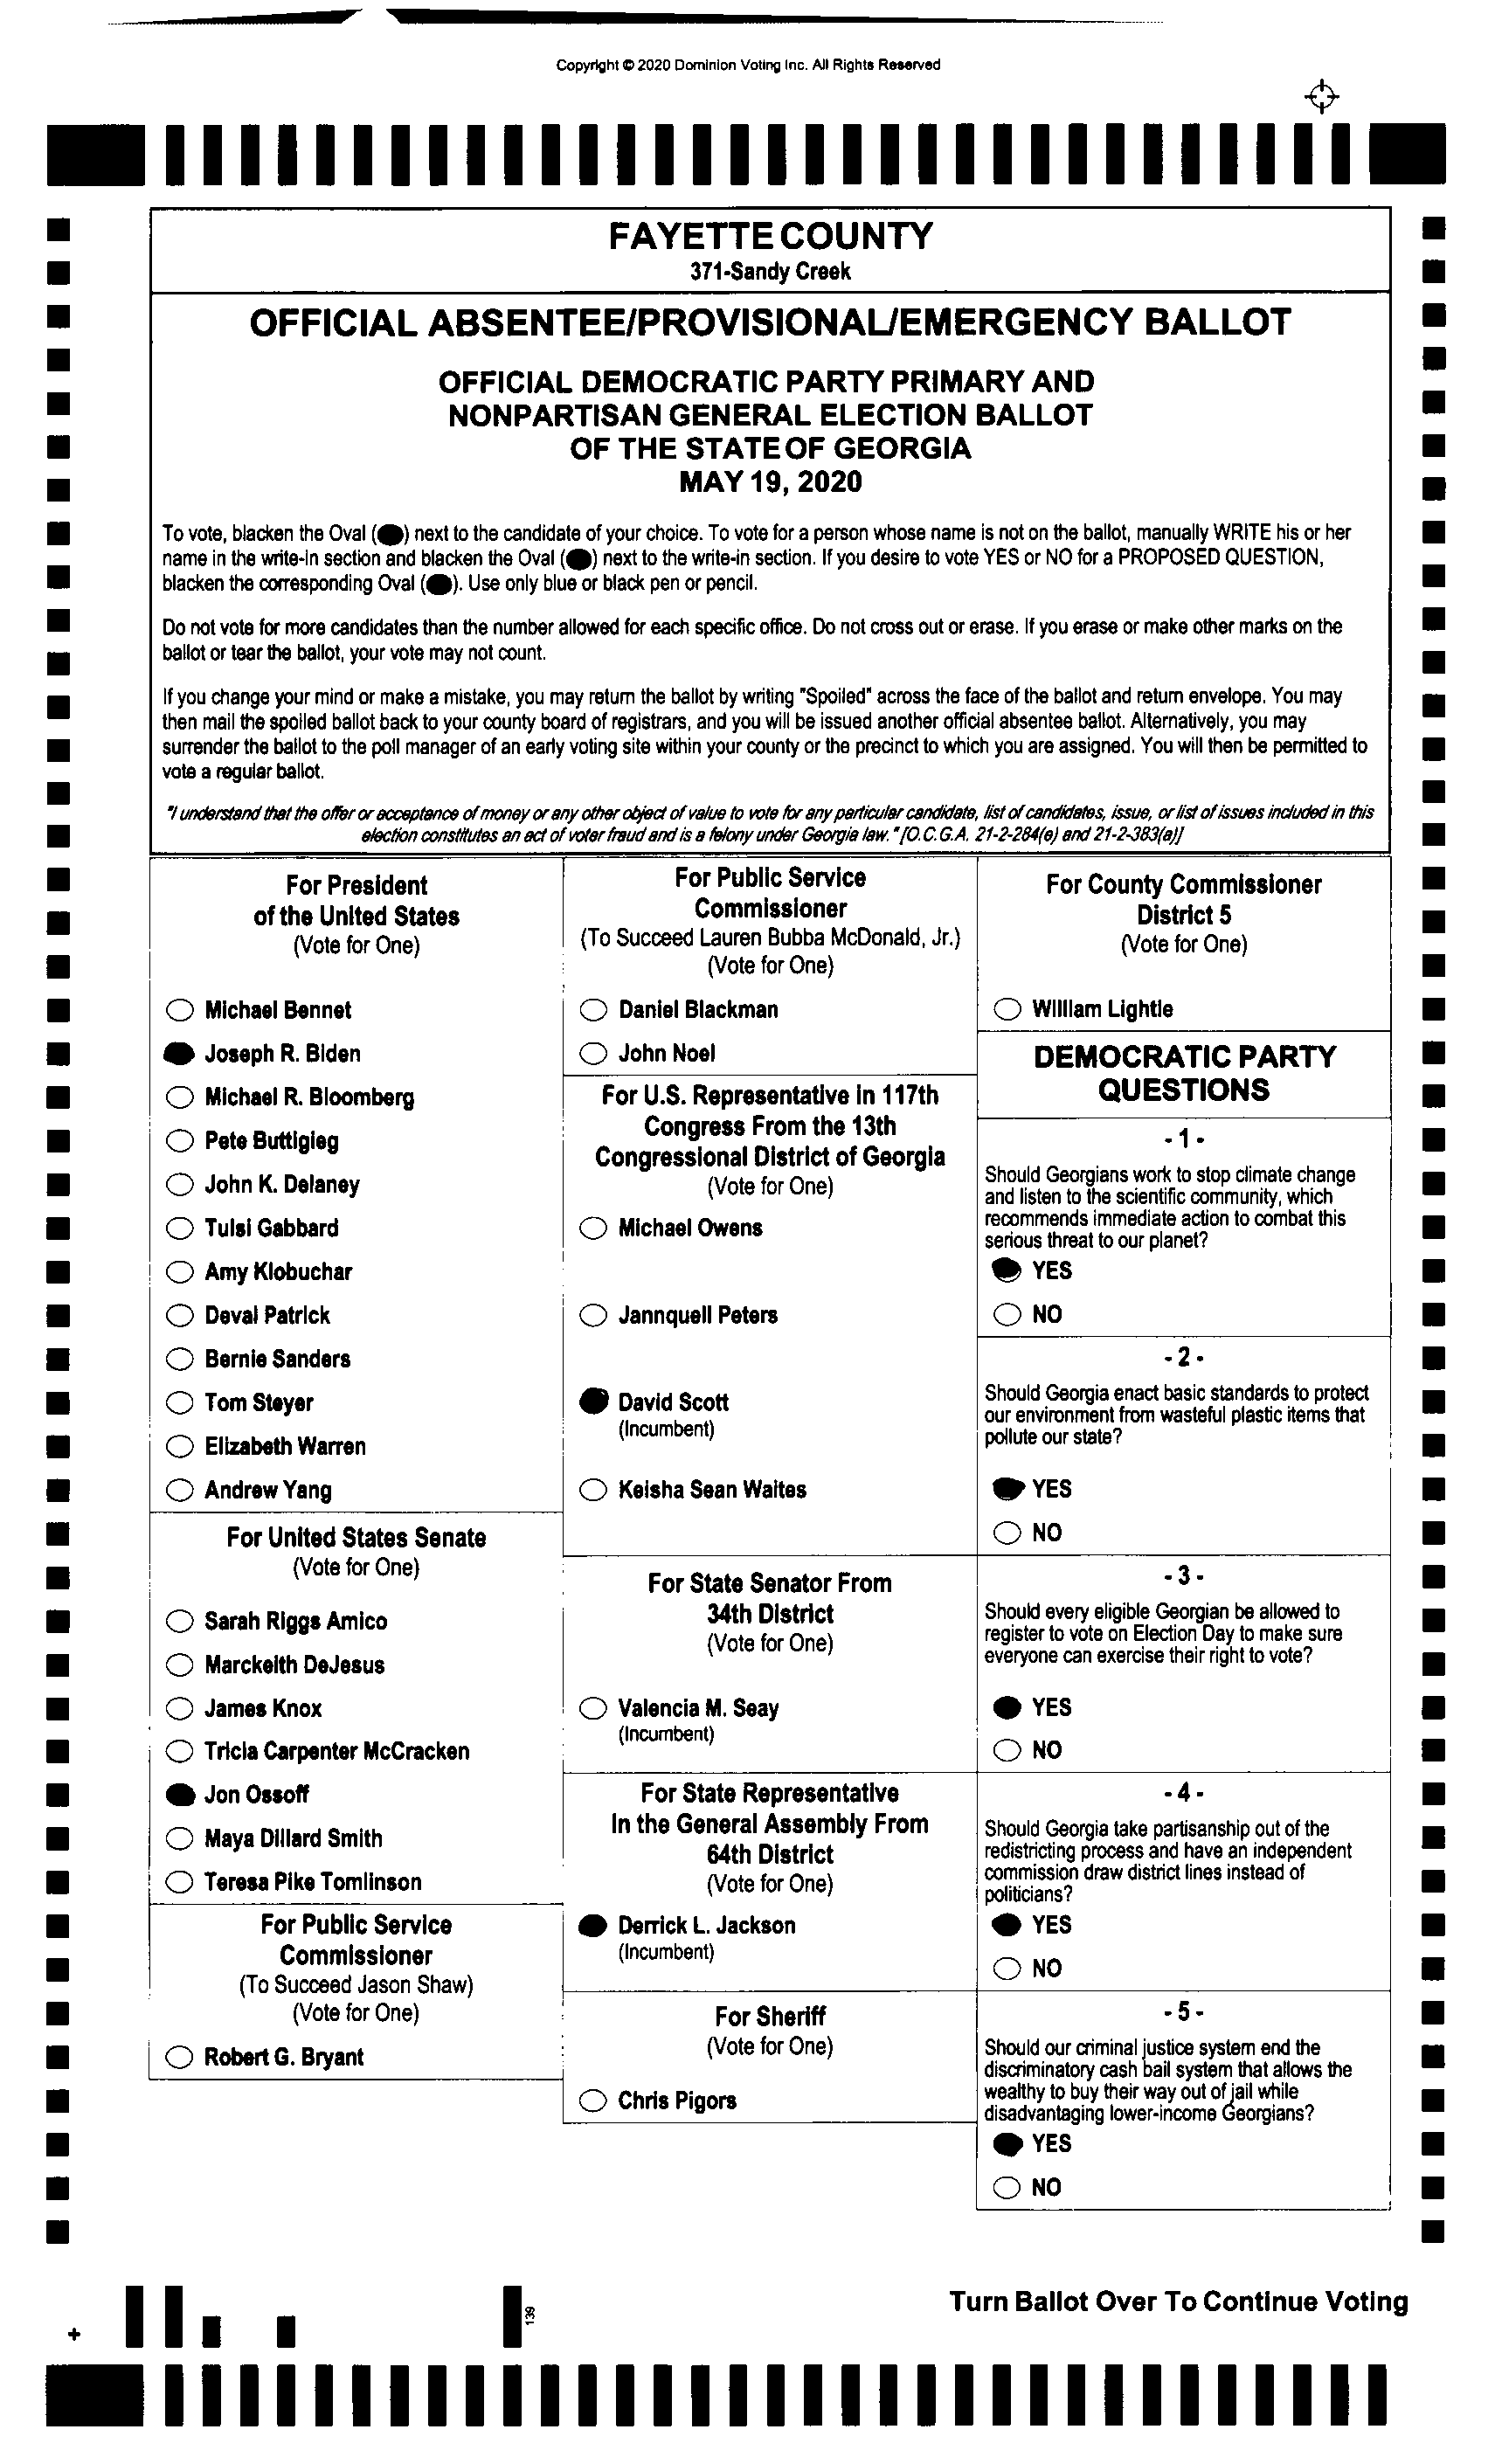 Copyright © 2020 Dominion Voting Inc. All Rights Reserved
FAYETTE COUNTY
371-Sandy Creek
OFFICIAL ABSENTEE/PROVISIONAL/EMERGENCY BALLOT
OFFICIAL DEMOCRATIC PARTY PRIMARY AND
NONPARTISAN GENERAL ELECTION BALLOT
OF THE STATE OF GEORGIA
MAY 19, 2020
To vote, blacken the Oval ( ) next to the candidate of your choice. To vote for a person whose name is not on the ballot, manually WRITE his or her
name in the write-in section and blacken the Oval ( ) next to the write-in section. If you desire to vote YES or NO for a PROPOSED QUESTION,
blacken the corresponding Oval ( ). Use only blue or black pen or pencil.
Do not vote for more candidates than the number allowed for each specific office. Do not cross out or erase. If you erase or make other marks on the
ballot or tear the ballot, your vote may not count.
If you change your mind or make a mistake, you may return the ballot by writing "Spoiled" across the face of the ballot and return envelope. You may
then mail the spoiled ballot back to your county board of registrars, and you will be issued another official absentee ballot. Alternatively, you may
surrender the ballot to the poll manager of an early voting site within your county or the precinct to which you are assigned. You will then be permitted to
vote a regular ballot.
"I understand that the offer or acceptance of money or any other object of value to vote for any particular candidate, list of candidates, issue, or list of issues included in this
election constitutes an act of voter fraud and is a felony under Georgia law. "[O.C.G.A. 21-2-284(e) and 21-2-383(a)]
For President
of the United States
(Vote for One)
Michael Bennet
Joseph R. Biden
Michael R. Bloomberg
Pete Buttigieg
John K. Delaney
Tulsi Gabbard
Amy Klobuchar
Deval Patrick
Bernie Sanders
Tom Steyer
Elizabeth Warren
Andrew Yang
For United States Senate
(Vote for One)
Sarah Riggs Amico
Marckeith DeJesus
James Knox
Tricia Carpenter McCracken
Jon Ossoff
Maya Dillard Smith
Teresa Pike Tomlinson
For Public Service
Commissioner
(To Succeed Jason Shaw)
(Vote for One)
Robert G. Bryant
For Public Service
Commissioner
(To Succeed Lauren Bubba McDonald, Jr.)
(Vote for One)
Daniel Blackman
John Noel
For U.S. Representative in 117th
Congress From the 13th
Congressional District of Georgia
(Vote for One)
Michael Owens
Jannquell Peters
David Scott
(Incumbent)
Keisha Sean Waites
For State Senator From
34th District
(Vote for One)
Valencia M. Seay
(Incumbent)
For State Representative
In the General Assembly From
64th District
(Vote for One)
Derrick L. Jackson
(Incumbent)
For Sheriff
(Vote for One)
Chris Pigors
For County Commissioner
District 5
(Vote for One)
William Lightle
DEMOCRATIC PARTY
QUESTIONS
- 1 -
Should Georgians work to stop climate change
and listen to the scientific community, which
recommends immediate action to combat this
serious threat to our planet?
YES
NO
- 2 -
Should Georgia enact basic standards to protect
our environment from wasteful plastic items that
pollute our state?
YES
NO
- 3 -
Should every eligible Georgian be allowed to
register to vote on Election Day to make sure
everyone can exercise their right to vote?
YES
NO
- 4 -
Should Georgia take partisanship out of the
redistricting process and have an independent
commission draw district lines instead of
politicians?
YES
NO
- 5 -
Should our criminal justice system end the
discriminatory cash bail system that allows the
wealthy to buy their way out of jail while
disadvantaging lower-income Georgians?
YES
NO
Turn Ballot Over To Continue Voting
139